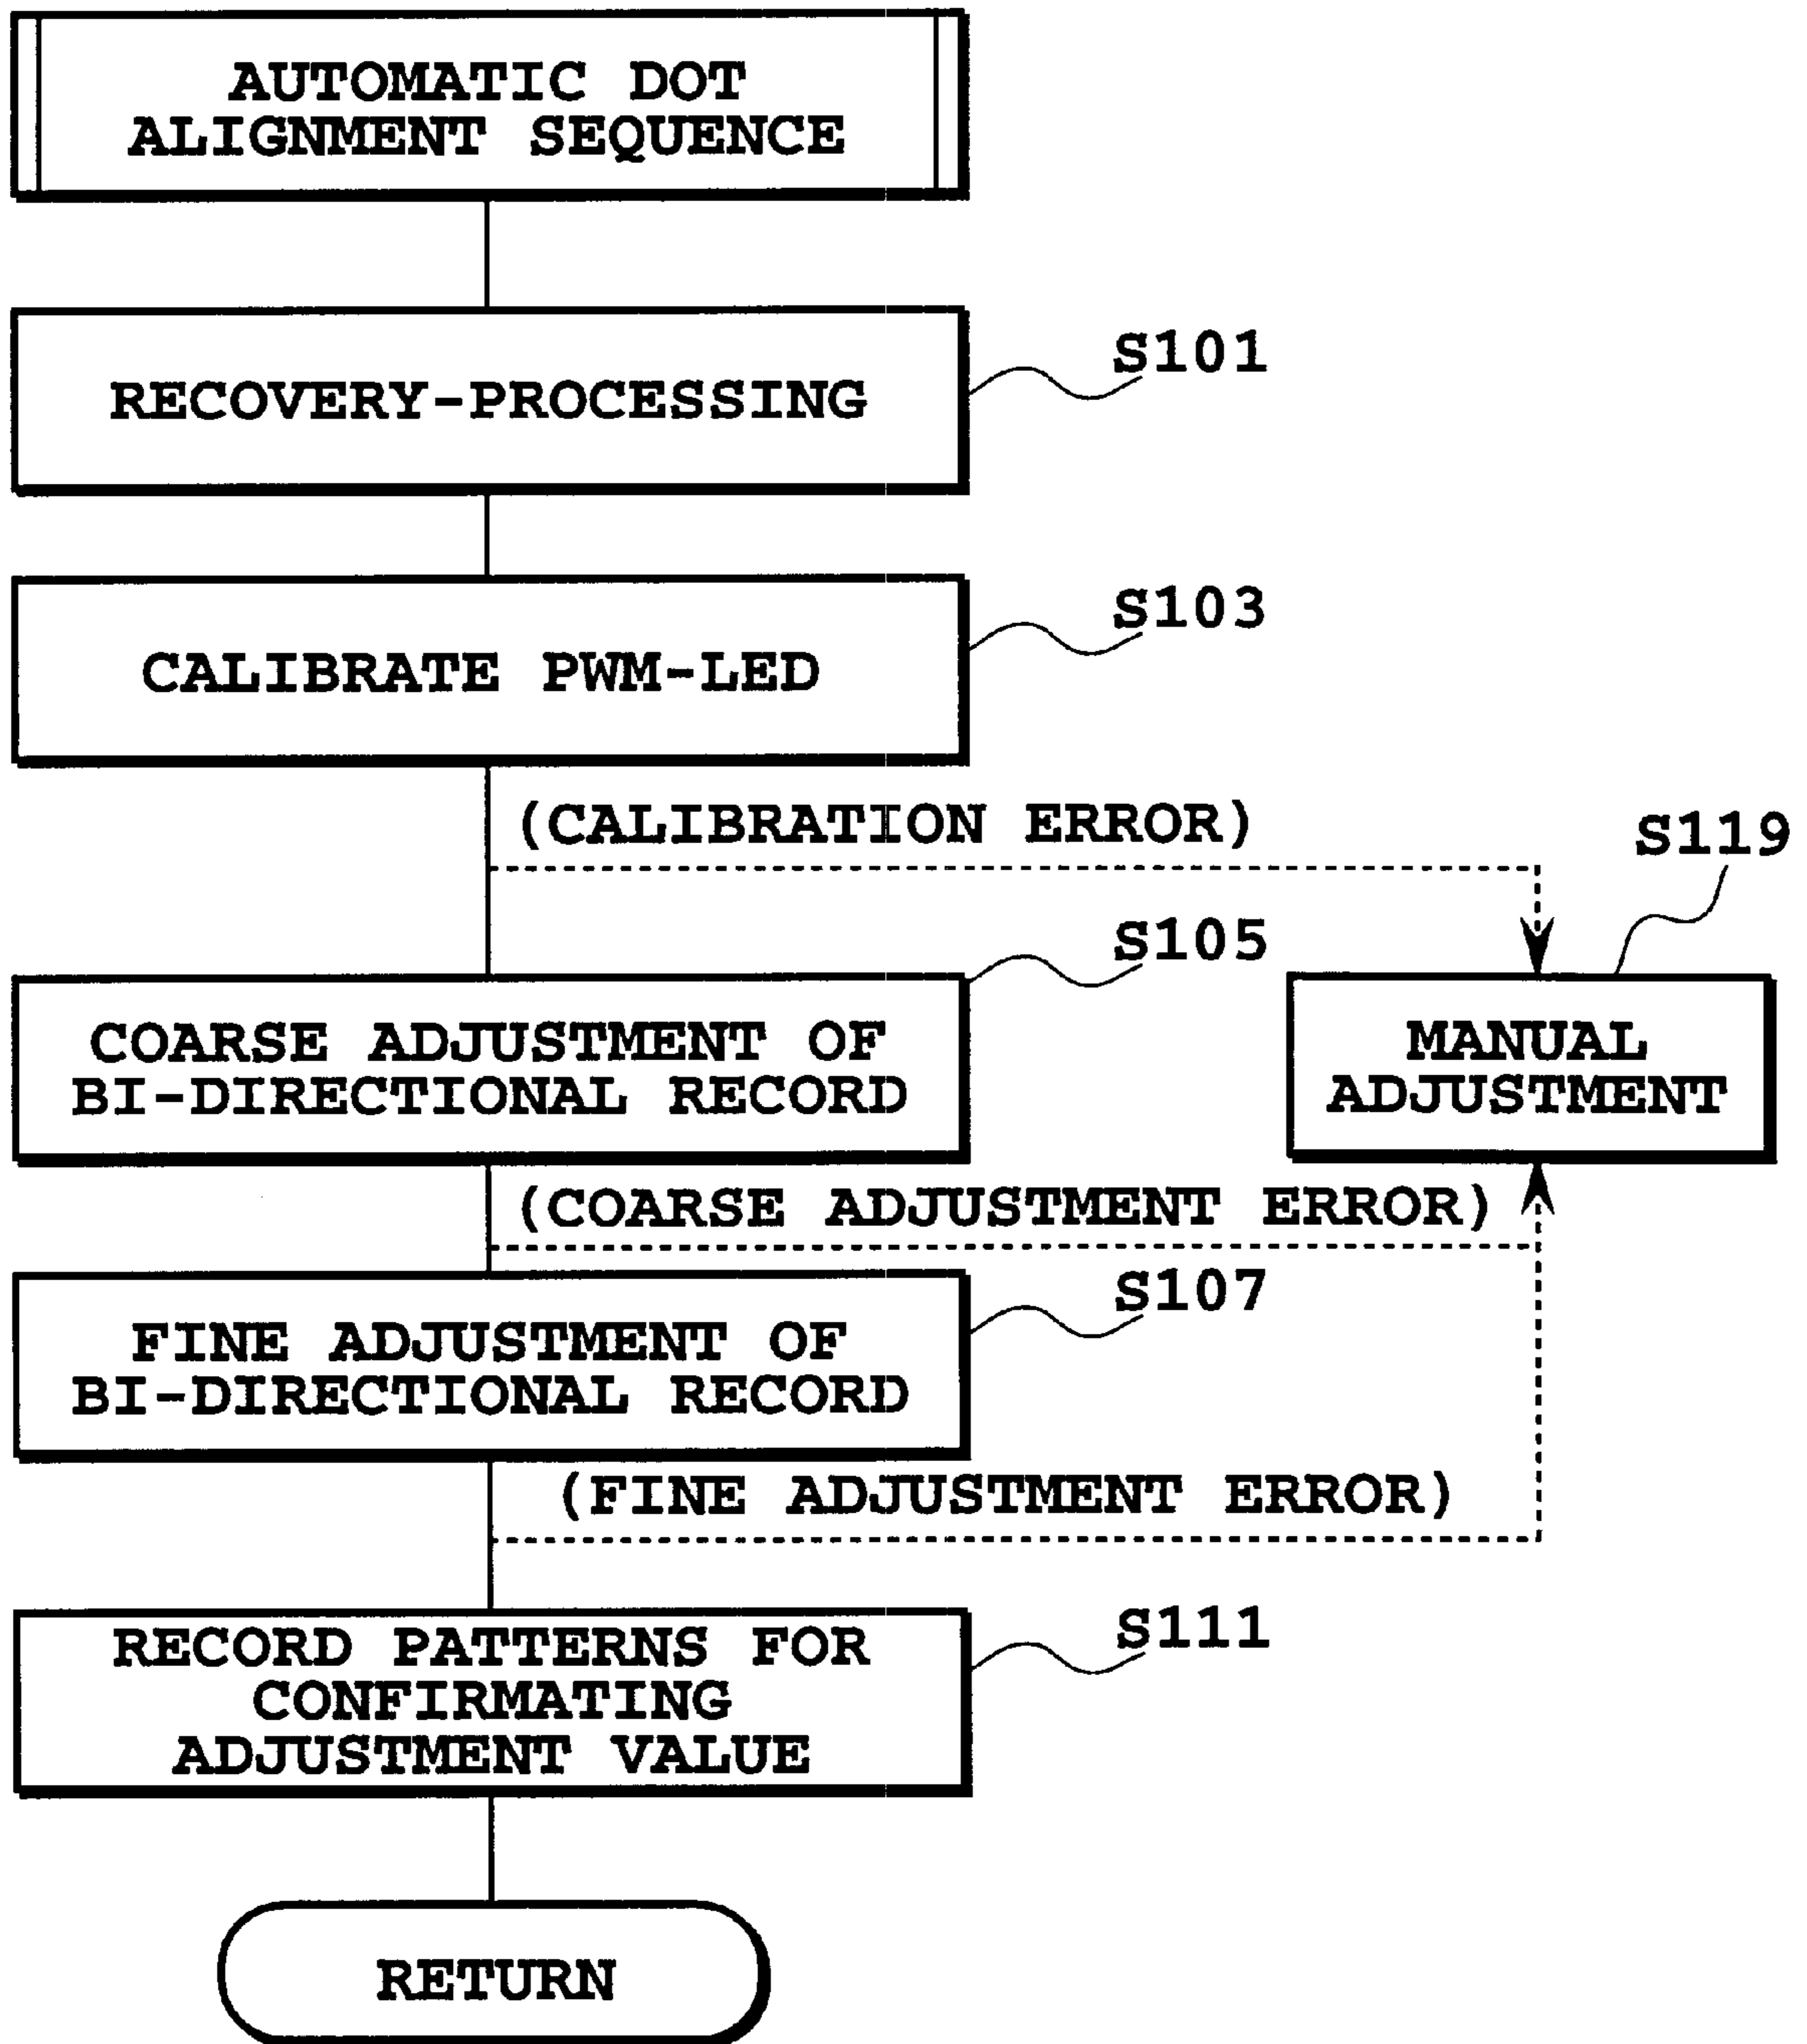 AUTOMATIC DOT
ALIGNMENT SEQUENCE
S101
RECOVERY-PROCESSING
S103
CALIBRATE PWM-LED
(CALIBRATION ERROR)
S119
S105
COARSE ADJUSTMENT OF
BI-DIRECTIONAL RECORD
MANUAL
ADJUSTMENT
(COARSE ADJUSTMENT ERROR)
S107
FINE ADJUSTMENT OF
BI-DIRECTIONAL RECORD
(FINE ADJUSTMENT ERROR)
S111
RECORD PATTERNS FOR
CONFIRMATING
ADJUSTMENT VALUE
RETURN